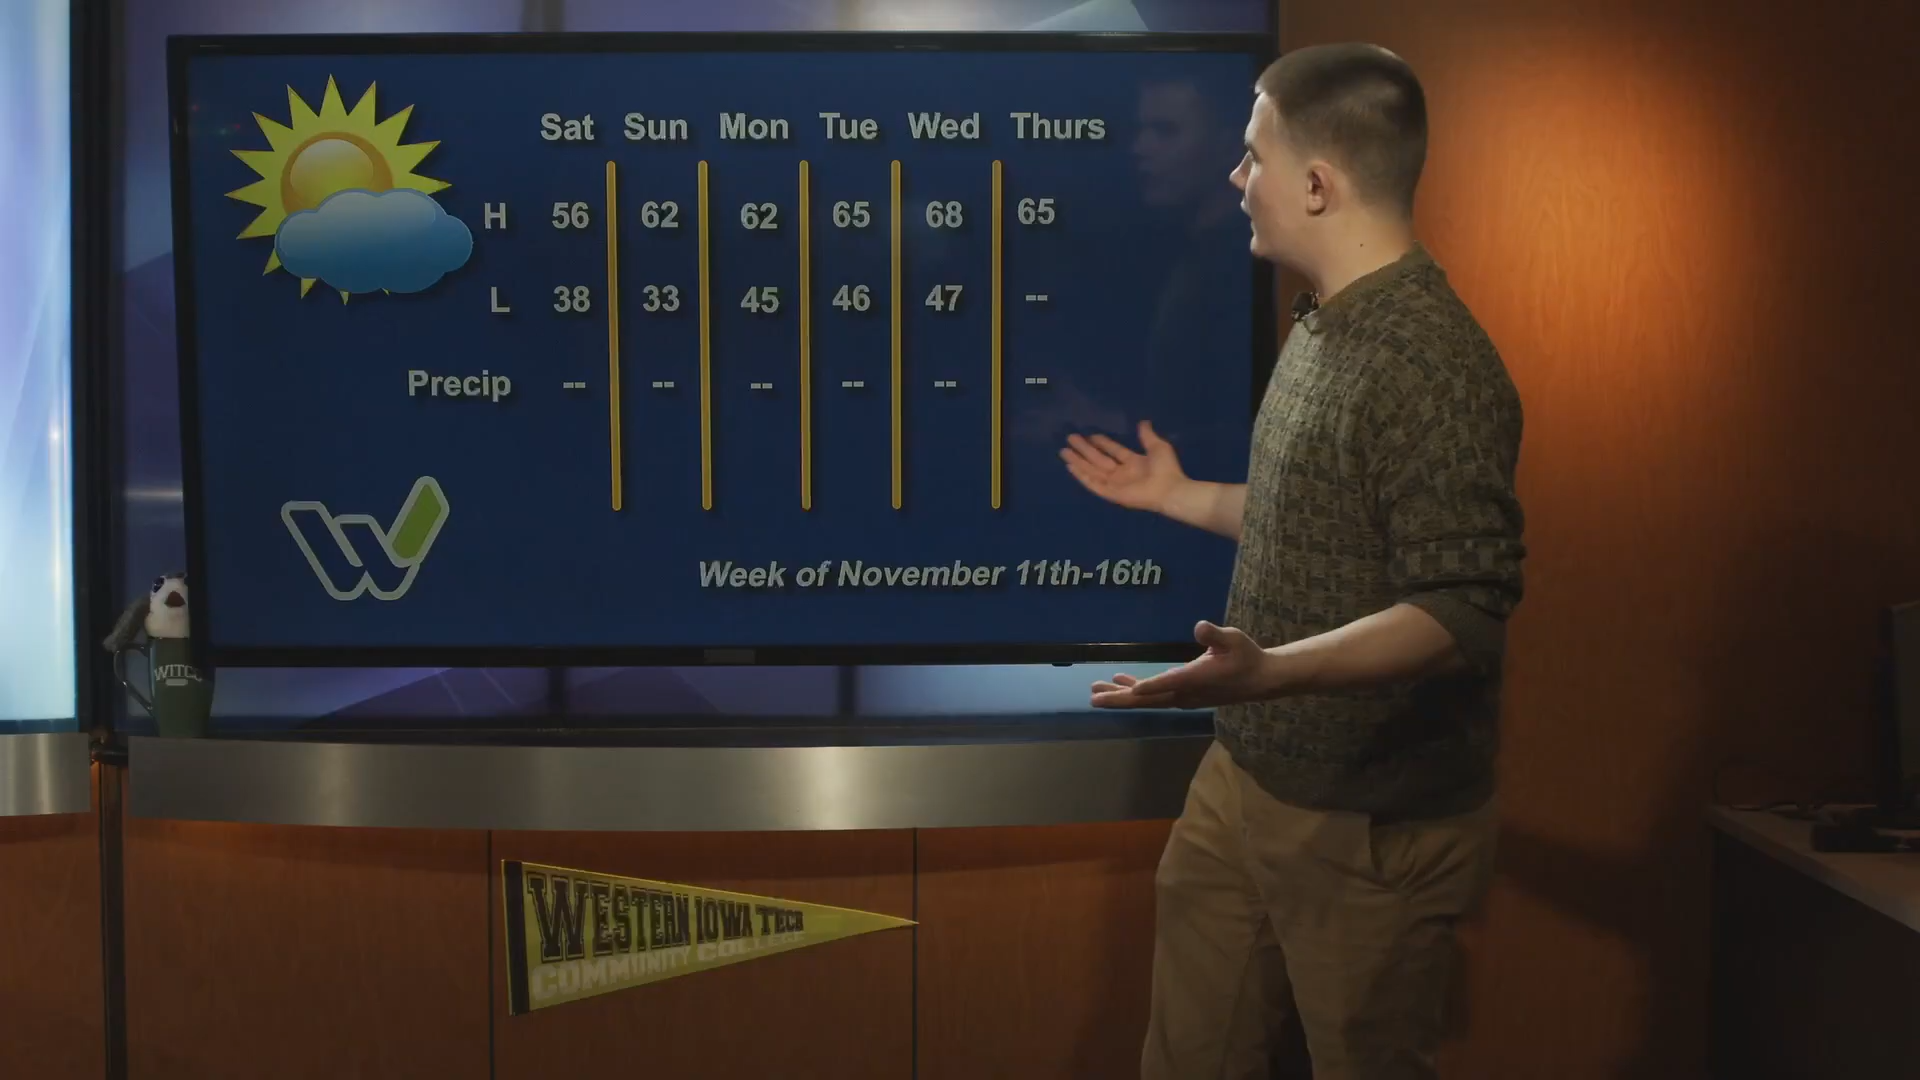 Sat Sun Mon Tue Wed Thurs
H 56 62 62 65 68 65
L 38 33 45 46 47 --
Precip -- -- -- -- -- --
Week of November 11th-16th
W
WITCC
WESTERN IOWA TECH
COMMUNITY COLLEGE